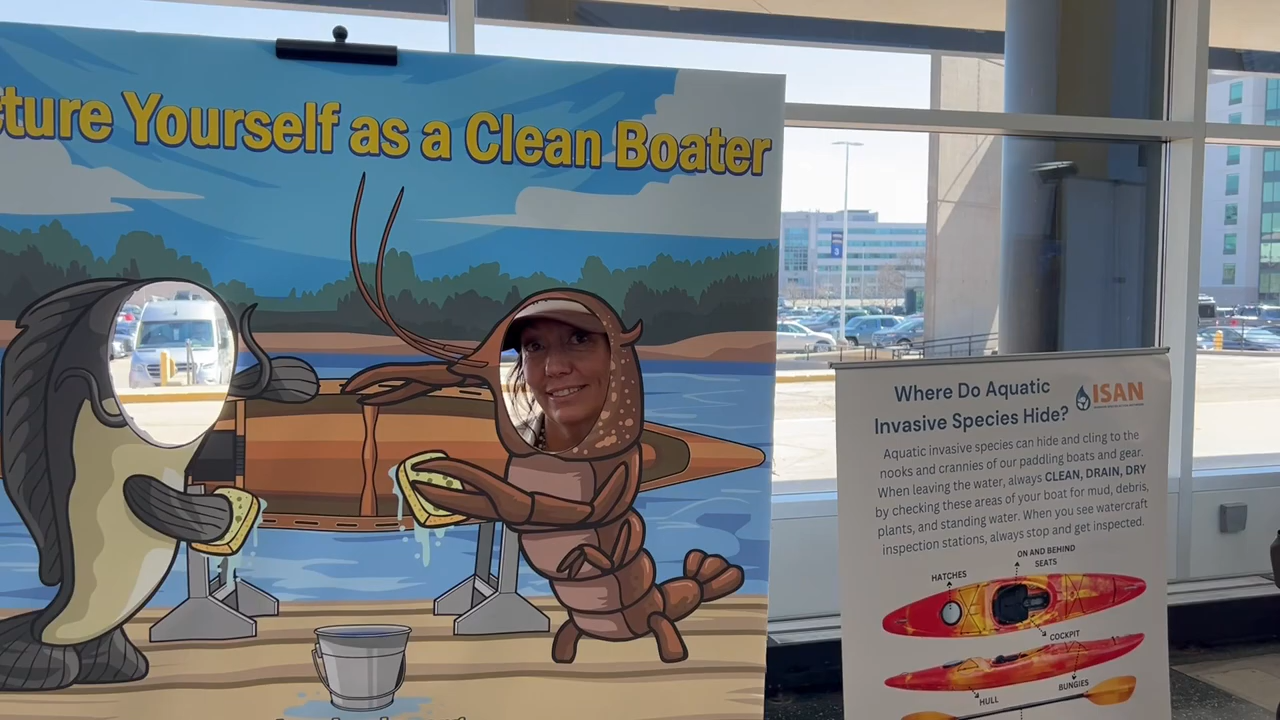 cture Yourself as a Clean Boater
Where Do Aquatic
Invasive Species Hide?
ISAN
Aquatic invasive species can hide and cling to the
nooks and crannies of our paddling boats and gear.
When leaving the water, always CLEAN, DRAIN, DRY
by checking these areas of your boat for mud, debris,
plants, and standing water. When you see watercraft
inspection stations, always stop and get inspected.
ON AND BEHIND
SEATS
HATCHES
COCKPIT
HULL
BUNGIES